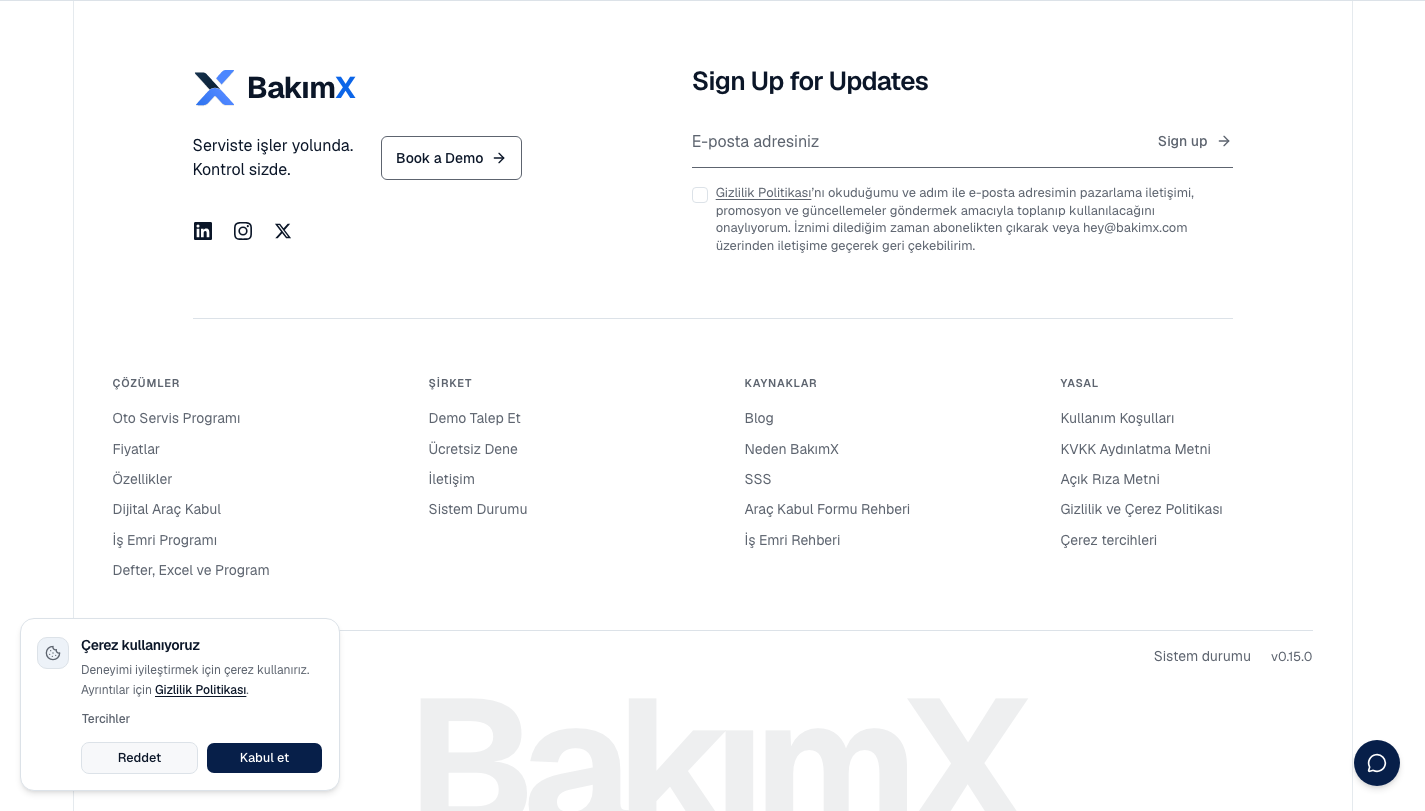 BakımX
Serviste işler yolunda.
Kontrol sizde.
Book a Demo
Sign Up for Updates
E-posta adresiniz
Sign up
Gizlilik Politikası'nı okuduğumu ve adım ile e-posta adresimin pazarlama iletişimi,
promosyon ve güncellemeler göndermek amacıyla toplanıp kullanılacağını
onaylıyorum. İznimi dilediğim zaman abonelikten çıkarak veya hey@bakimx.com
üzerinden iletişime geçerek geri çekebilirim.
ÇÖZÜMLER
Oto Servis Programı
Fiyatlar
Özellikler
Dijital Araç Kabul
İş Emri Programı
Defter, Excel ve Program
ŞİRKET
Demo Talep Et
Ücretsiz Dene
İletişim
Sistem Durumu
KAYNAKLAR
Blog
Neden BakımX
SSS
Araç Kabul Formu Rehberi
İş Emri Rehberi
YASAL
Kullanım Koşulları
KVKK Aydınlatma Metni
Açık Rıza Metni
Gizlilik ve Çerez Politikası
Çerez tercihleri
Çerez kullanıyoruz
Deneyimi iyileştirmek için çerez kullanırız.
Ayrıntılar için Gizlilik Politikası.
Tercihler
Reddet
Kabul et
Sistem durumu
v0.15.0
BakımX